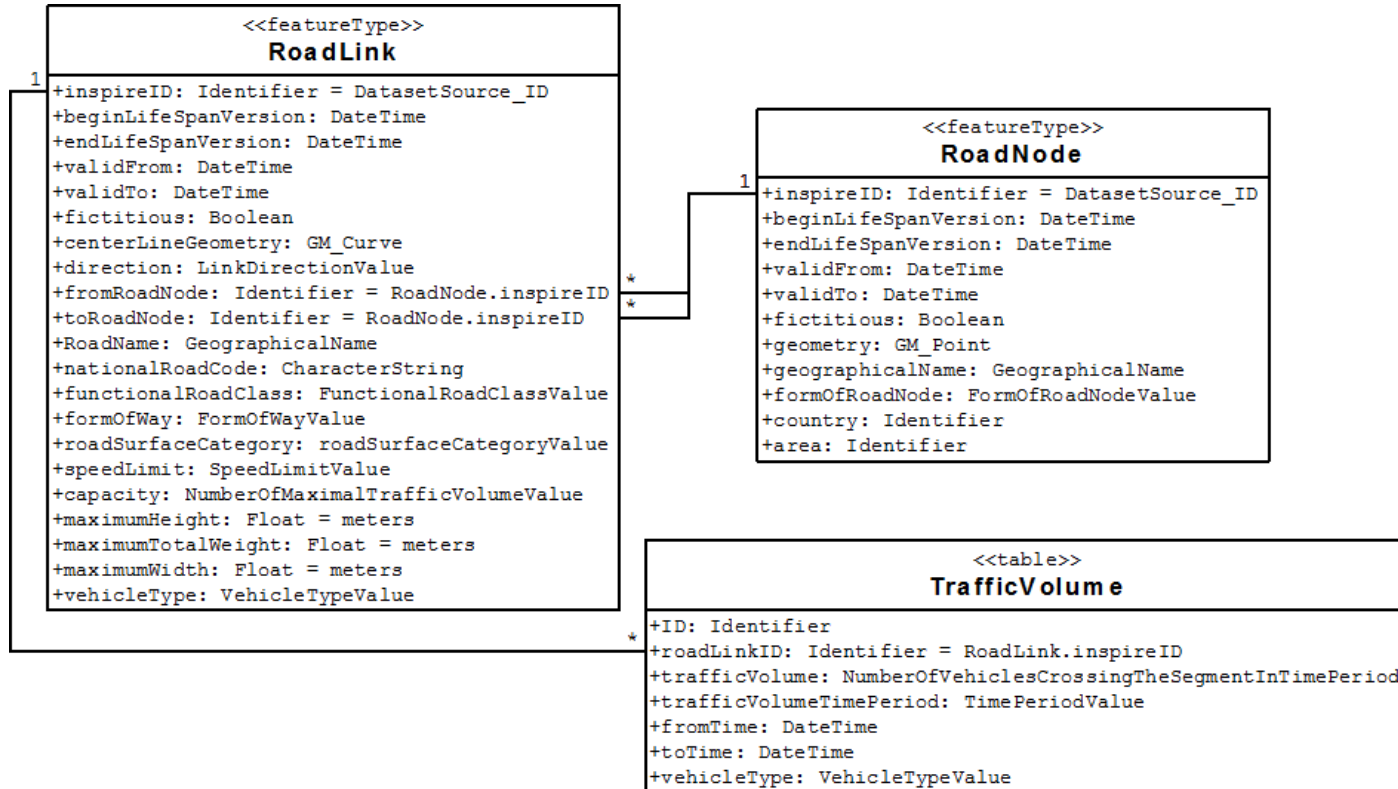 <<featureType>>
RoadLink
1
+inspireID: Identifier = DatasetSource_ID
+beginLifeSpanVersion: DateTime
+endLifeSpanVersion: DateTime
+validFrom: DateTime
+validTo: DateTime
+fictitious: Boolean
+centerLineGeometry: GM_Curve
+direction: LinkDirectionValue
+fromRoadNode: Identifier = RoadNode.inspireID
+toRoadNode: Identifier = RoadNode.inspireID
+RoadName: GeographicalName
+nationalRoadCode: CharacterString
+functionalRoadClass: FunctionalRoadClassValue
+formOfWay: FormOfWayValue
+roadSurfaceCategory: roadSurfaceCategoryValue
+speedLimit: SpeedLimitValue
+capacity: NumberOfMaximalTrafficVolumeValue
+maximumHeight: Float = meters
+maximumTotalWeight: Float = meters
+maximumWidth: Float = meters
+vehicleType: VehicleTypeValue
*
*
<<featureType>>
RoadNode
1
+inspireID: Identifier = DatasetSource_ID
+beginLifeSpanVersion: DateTime
+endLifeSpanVersion: DateTime
+validFrom: DateTime
+validTo: DateTime
+fictitious: Boolean
+geometry: GM_Point
+geographicalName: GeographicalName
+formOfRoadNode: FormOfRoadNodeValue
+country: Identifier
+area: Identifier
<<table>>
TrafficVolume
*
+ID: Identifier
+roadLinkID: Identifier = RoadLink.inspireID
+trafficVolume: NumberOfVehiclesCrossingTheSegmentInTimePeriod
+trafficVolumeTimePeriod: TimePeriodValue
+fromTime: DateTime
+toTime: DateTime
+vehicleType: VehicleTypeValue